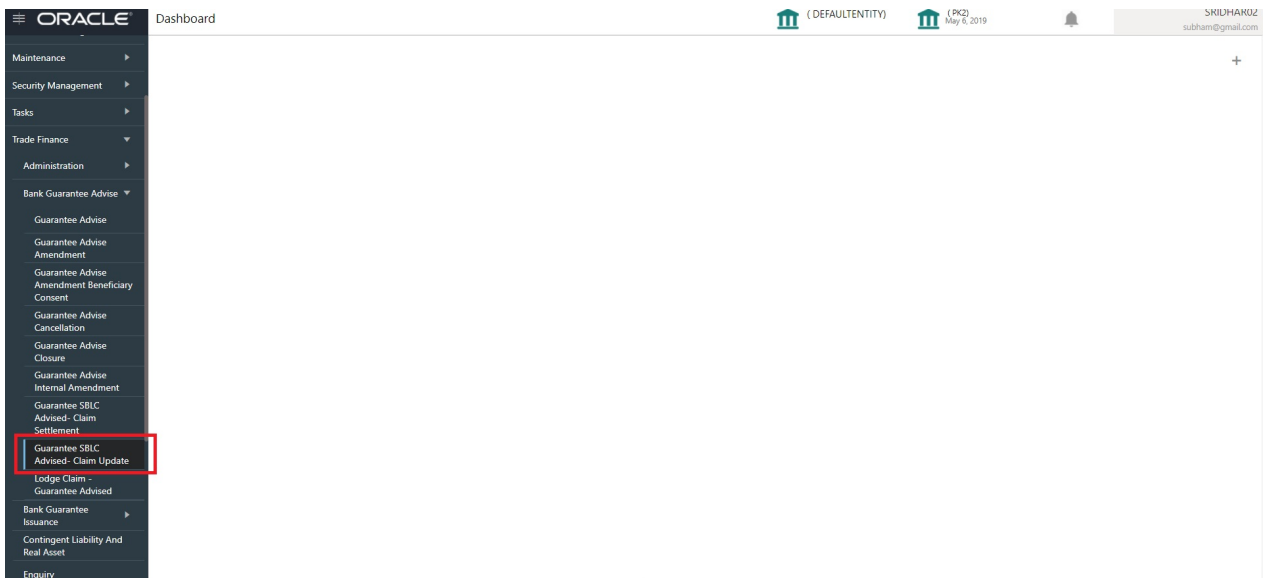 ORACLE
Dashboard
( DEFAULTENTITY)
( PK2)
May 6, 2019
SRIDHAR02
subham@gmail.com
Maintenance
Security Management
Tasks
Trade Finance
Administration
Bank Guarantee Advise
Guarantee Advise
Guarantee Advise
Amendment
Guarantee Advise
Amendment Beneficiary
Consent
Guarantee Advise
Cancellation
Guarantee Advise
Closure
Guarantee Advise
Internal Amendment
Guarantee SBLC
Advised- Claim
Settlement
Guarantee SBLC
Advised- Claim Update
Lodge Claim -
Guarantee Advised
Bank Guarantee
Issuance
Contingent Liability And
Real Asset
Enquiry